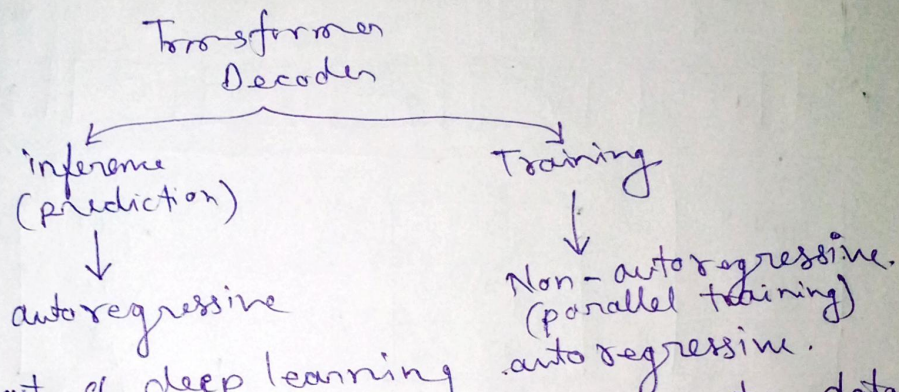 Transformer
Decoder
inference
(prediction)
Training
autoregressive
Non-autoregressive.
(parallel training)
deep learning autoregressive.